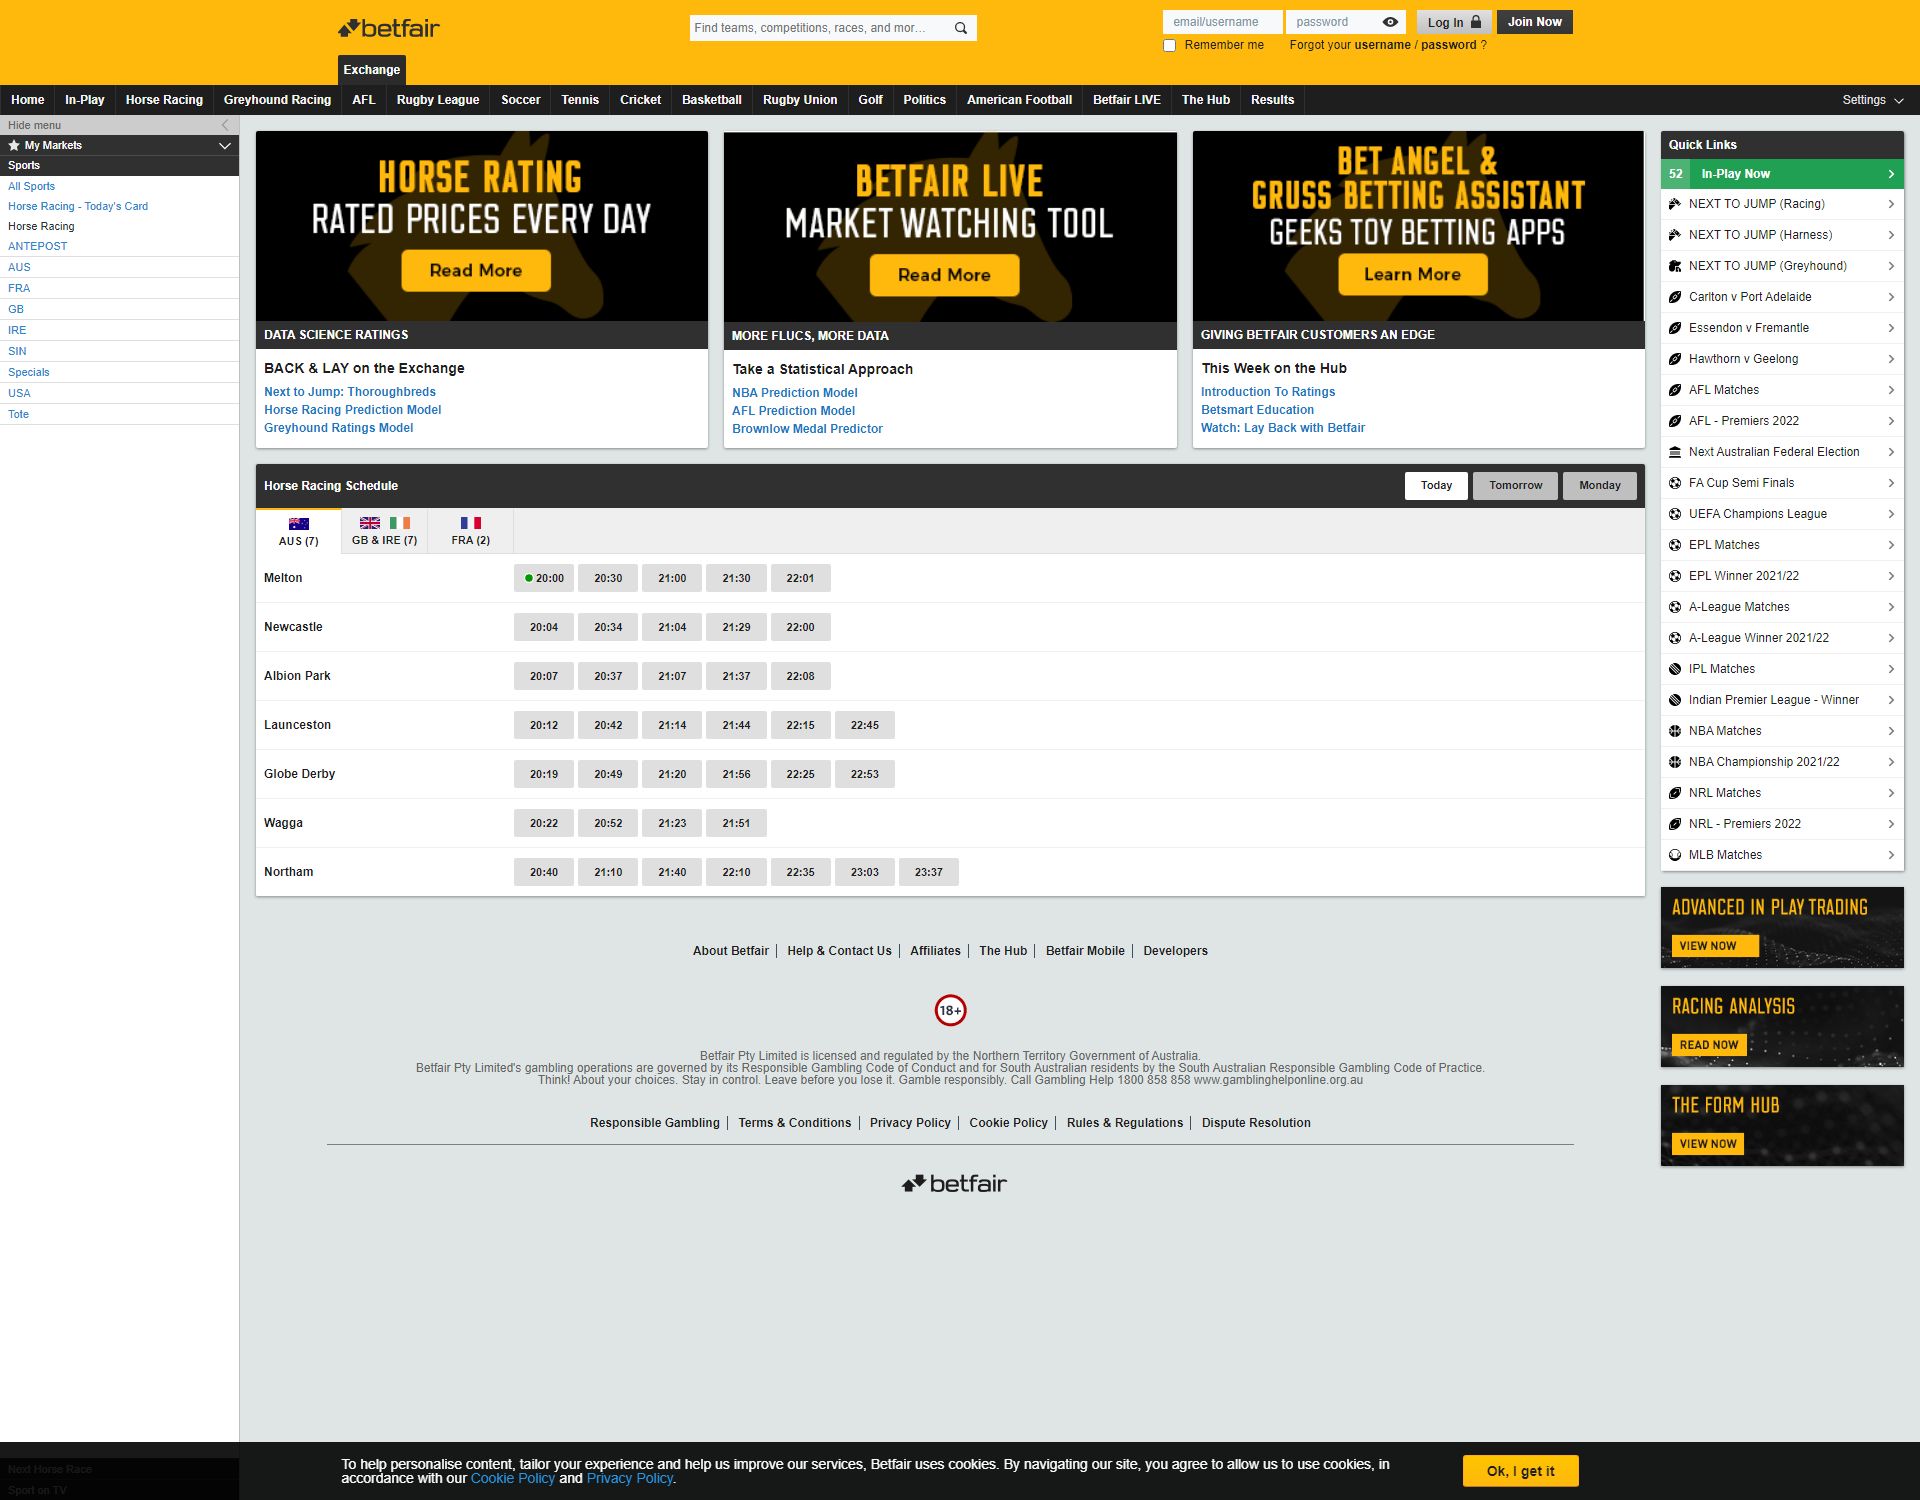 betfair
Find teams, competitions, races, and mor...
email/username
password
Log In
Join Now
Remember me
Forgot your username / password ?
Exchange
Home In-Play Horse Racing Greyhound Racing AFL Rugby League Soccer Tennis Cricket Basketball Rugby Union Golf Politics American Football Betfair LIVE The Hub Results Settings
Hide menu
My Markets
Sports
All Sports
Horse Racing - Today's Card
Horse Racing
ANTEPOST
AUS
FRA
GB
IRE
SIN
Specials
USA
Tote
HORSE RATING
RATED PRICES EVERY DAY
Read More
DATA SCIENCE RATINGS
BACK & LAY on the Exchange
Next to Jump: Thoroughbreds
Horse Racing Prediction Model
Greyhound Ratings Model
BETFAIR LIVE
MARKET WATCHING TOOL
Read More
MORE FLUCS, MORE DATA
Take a Statistical Approach
NBA Prediction Model
AFL Prediction Model
Brownlow Medal Predictor
BET ANGEL &
GRUSS BETTING ASSISTANT
GEEKS TOY BETTING APPS
Learn More
GIVING BETFAIR CUSTOMERS AN EDGE
This Week on the Hub
Introduction To Ratings
Betsmart Education
Watch: Lay Back with Betfair
Horse Racing Schedule
Today Tomorrow Monday
AUS (7) GB & IRE (7) FRA (2)
Melton 20:00 20:30 21:00 21:30 22:01
Newcastle 20:04 20:34 21:04 21:29 22:00
Albion Park 20:07 20:37 21:07 21:37 22:08
Launceston 20:12 20:42 21:14 21:44 22:15 22:45
Globe Derby 20:19 20:49 21:20 21:56 22:25 22:53
Wagga 20:22 20:52 21:23 21:51
Northam 20:40 21:10 21:40 22:10 22:35 23:03 23:37
Quick Links
52 In-Play Now
NEXT TO JUMP (Racing)
NEXT TO JUMP (Harness)
NEXT TO JUMP (Greyhound)
Carlton v Port Adelaide
Essendon v Fremantle
Hawthorn v Geelong
AFL Matches
AFL - Premiers 2022
Next Australian Federal Election
FA Cup Semi Finals
UEFA Champions League
EPL Matches
EPL Winner 2021/22
A-League Matches
A-League Winner 2021/22
IPL Matches
Indian Premier League - Winner
NBA Matches
NBA Championship 2021/22
NRL Matches
NRL - Premiers 2022
MLB Matches
ADVANCED IN PLAY TRADING
VIEW NOW
RACING ANALYSIS
READ NOW
THE FORM HUB
VIEW NOW
About Betfair Help & Contact Us Affiliates The Hub Betfair Mobile Developers
18+
Betfair Pty Limited is licensed and regulated by the Northern Territory Government of Australia.
Betfair Pty Limited's gambling operations are governed by its Responsible Gambling Code of Conduct and for South Australian residents by the South Australian Responsible Gambling Code of Practice.
Think! About your choices. Stay in control. Leave before you lose it. Gamble responsibly. Call Gambling Help 1800 858 858 www.gamblinghelponline.org.au
Responsible Gambling Terms & Conditions Privacy Policy Cookie Policy Rules & Regulations Dispute Resolution
betfair
Next Horse Race
Sport on TV
To help personalise content, tailor your experience and help us improve our services, Betfair uses cookies. By navigating our site, you agree to allow us to use cookies, in
accordance with our Cookie Policy and Privacy Policy.
Ok, I get it